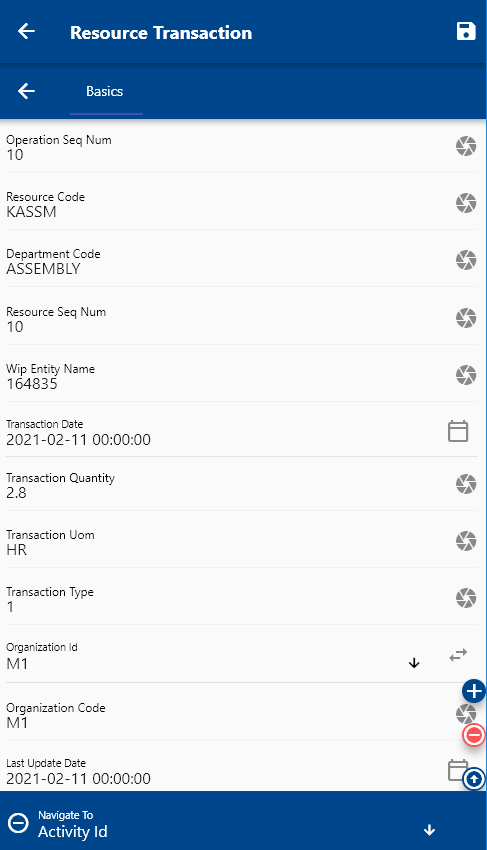 Resource Transaction
Basics
Operation Seq Num
10
Resource Code
KASSM
Department Code
ASSEMBLY
Resource Seq Num
10
Wip Entity Name
164835
Transaction Date
2021-02-11 00:00:00
Transaction Quantity
2.8
Transaction Uom
HR
Transaction Type
1
Organization Id
M1
Organization Code
M1
Last Update Date
2021-02-11 00:00:00
Navigate To
Activity Id